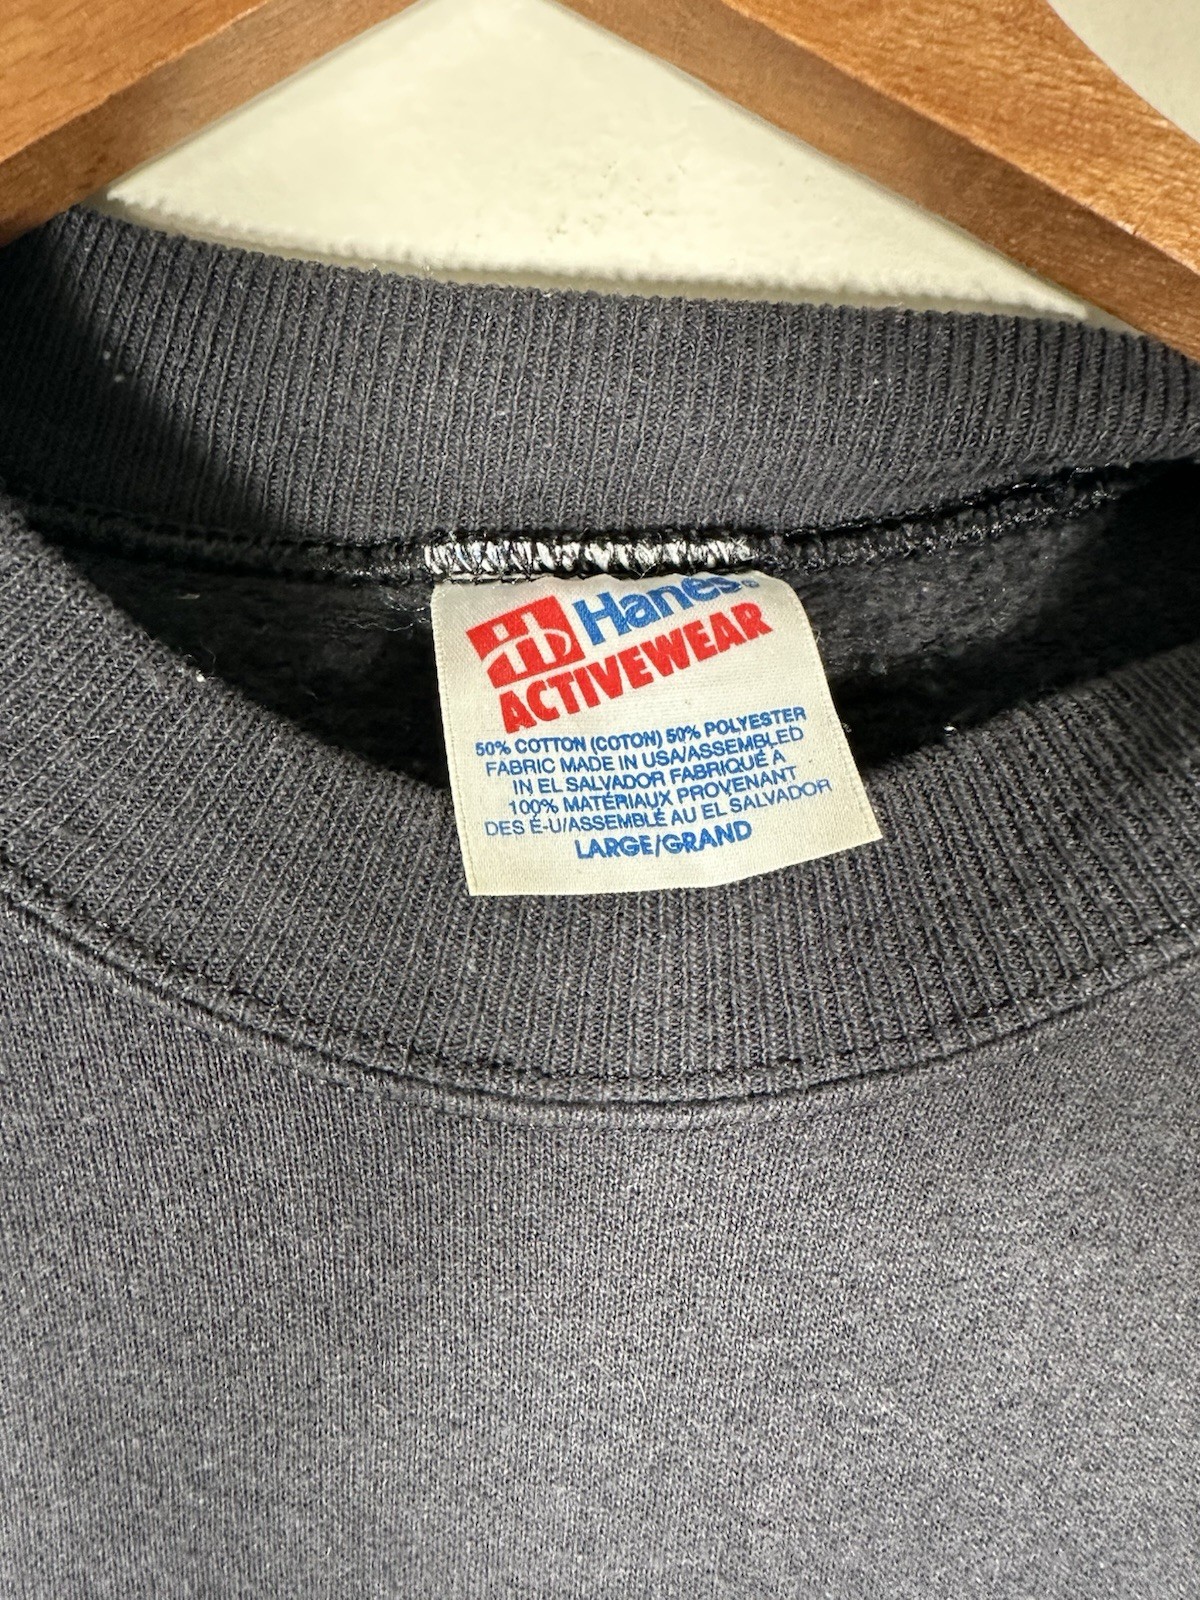 Hanes®
ACTIVEWEAR
50% COTTON (COTON) 50% POLYESTER
FABRIC MADE IN USA/ASSEMBLED
IN EL SALVADOR FABRIQUÉ À
100% MATÉRIAUX PROVENANT
DES É-U/ASSEMBLÉ AU EL SALVADOR
LARGE/GRAND